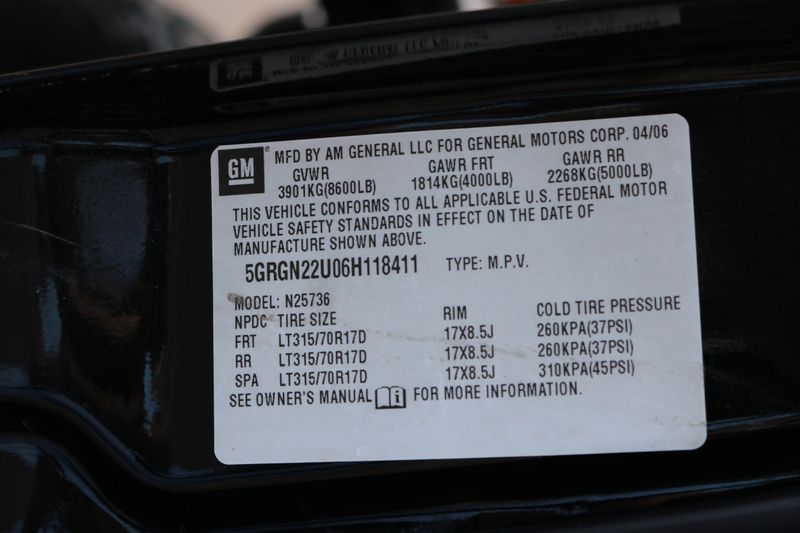 GM
MFD BY AM GENERAL LLC FOR GENERAL MOTORS CORP. 04/06
GVWR GAWR FRT GAWR RR
3901KG(8600LB) 1814KG(4000LB) 2268KG(5000LB)
THIS VEHICLE CONFORMS TO ALL APPLICABLE U.S. FEDERAL MOTOR
VEHICLE SAFETY STANDARDS IN EFFECT ON THE DATE OF
MANUFACTURE SHOWN ABOVE.
5GRGN22U06H118411 TYPE: M.P.V.
MODEL: N25736
NPDC TIRE SIZE RIM COLD TIRE PRESSURE
FRT LT315/70R17D 17X8.5J 260KPA(37PSI)
RR LT315/70R17D 17X8.5J 260KPA(37PSI)
SPA LT315/70R17D 17X8.5J 310KPA(45PSI)
SEE OWNER'S MANUAL i FOR MORE INFORMATION.